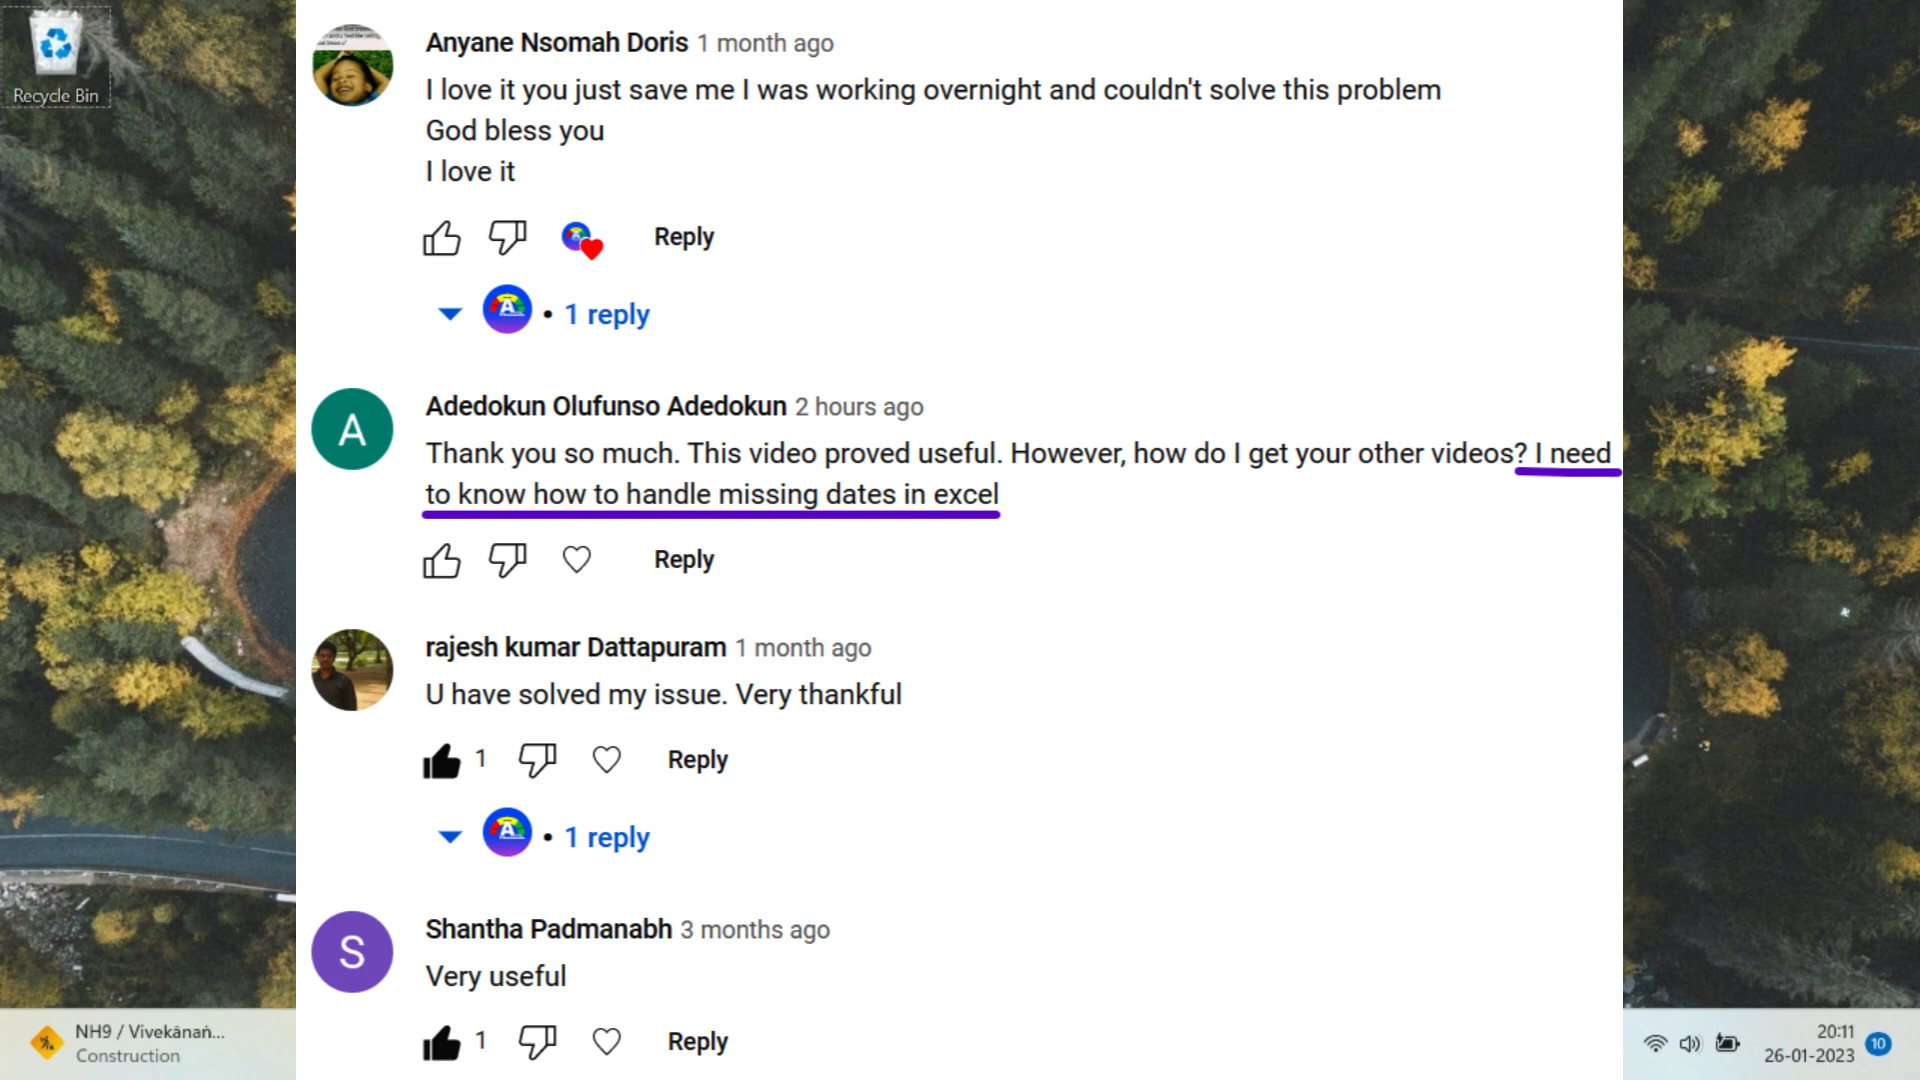 Recycle Bin
Anyane Nsomah Doris 1 month ago
I love it you just save me I was working overnight and couldn't solve this problem
God bless you
I love it
Reply
A
1 reply
A
Adedokun Olufunso Adedokun 2 hours ago
Thank you so much. This video proved useful. However, how do I get your other videos? I need
to know how to handle missing dates in excel
Reply
rajesh kumar Dattapuram 1 month ago
U have solved my issue. Very thankful
1
Reply
A
1 reply
S
Shantha Padmanabh 3 months ago
Very useful
1
Reply
NH9 / Vivekānaṅ...
Construction
20:11
26-01-2023
10